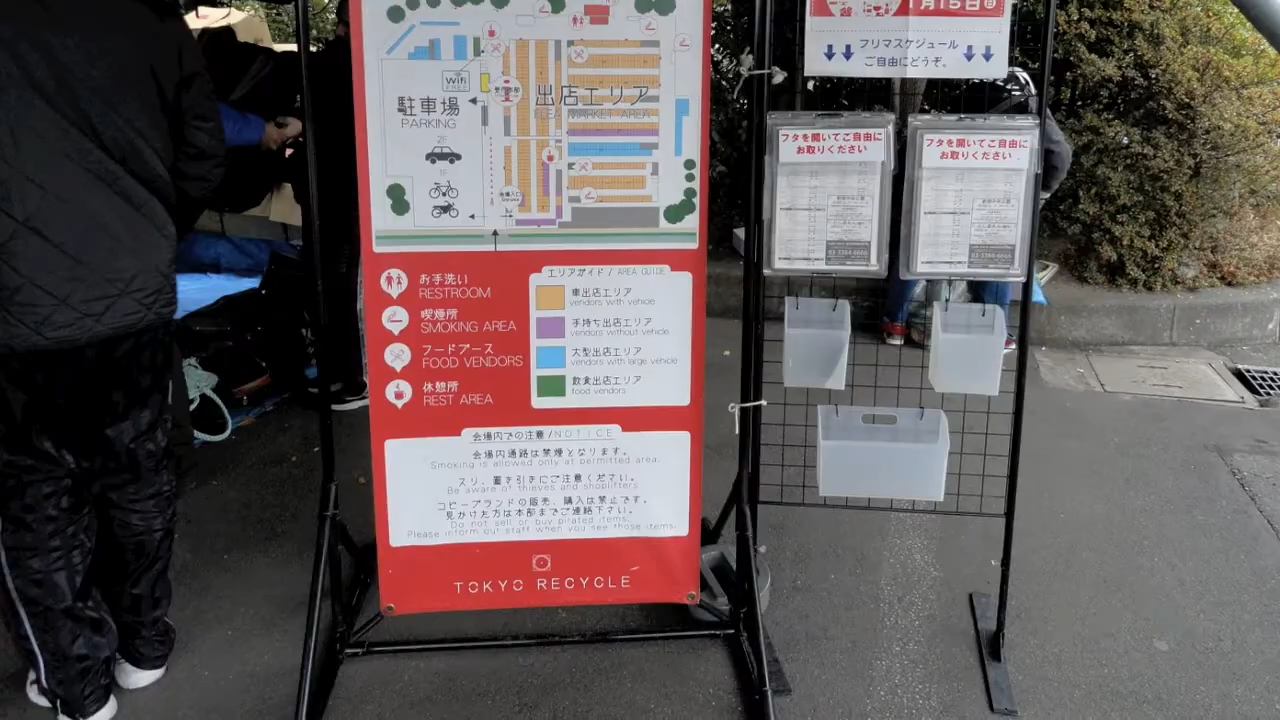 WiFi
FREE
駐車場
PARKING
2F
1F
出店エリア
FLEA MARKET AREA
お手洗い
RESTROOM
喫煙所
SMOKING AREA
フードブース
FOOD VENDORS
休憩所
REST AREA
エリアガイド / AREA GUIDE
車出店エリア
vendors with vehicle
手持ち出店エリア
vendors without vehicle
大型出店エリア
vendors with large vehicle
飲食出店エリア
food vendors
会場内での注意 / NOTICE
会場内通路は禁煙となります。
Smoking is allowed only at permitted area.
スリ、置き引きにご注意ください。
Be aware of thieves and shoplifters.
コピーブランドの販売、購入は禁止です。
見かけた方は本部までご連絡下さい。
Do not sell or buy pirated items.
Please inform our staff when you see those items.
TOKYO RECYCLE
1月15日
フリマスケジュール
ご自由にどうぞ。
フタを開いてご自由に
お取りください
03-3384-6666
フタを開いてご自由に
お取りください
03-3384-6666